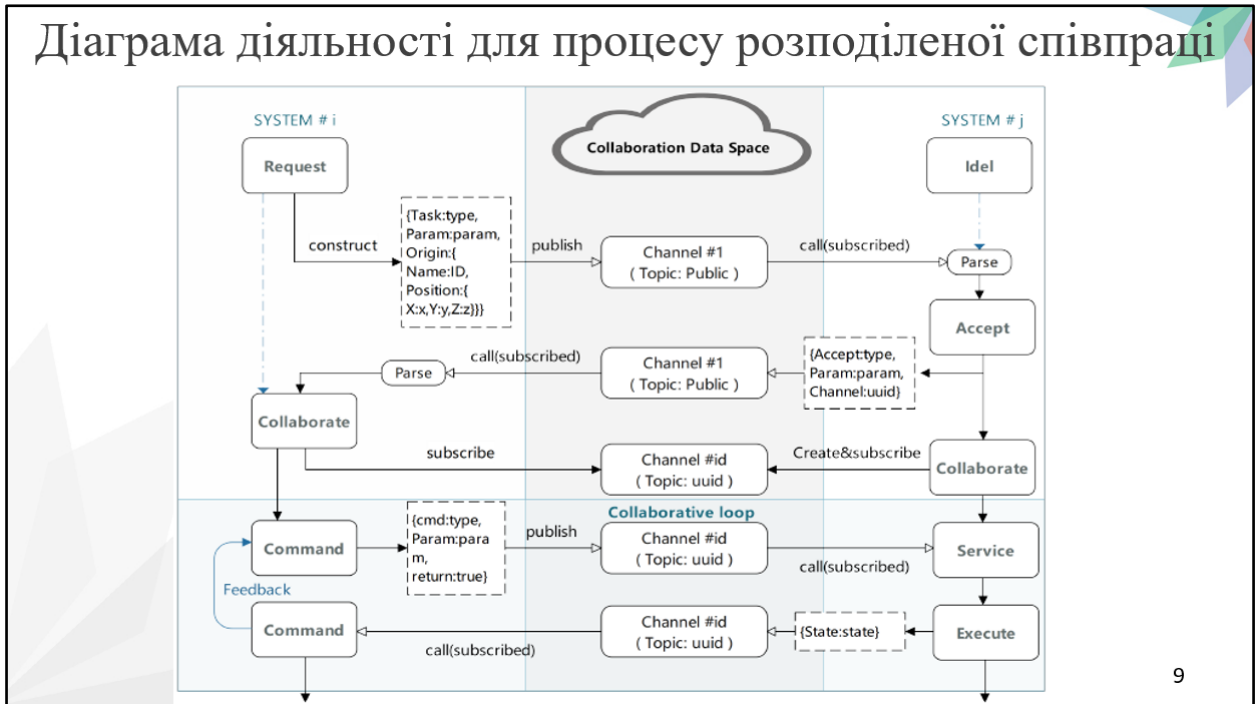 Діаграма діяльності для процесу розподіленої співпраці
SYSTEM # i
SYSTEM # j
Collaboration Data Space
Request
Idel
{Task:type,
Param:param,
Origin:{
Name:ID,
Position:{
X:x,Y:y,Z:z}}}
construct
publish
Channel #1
( Topic: Public )
call(subscribed)
Parse
Accept
call(subscribed)
Parse
Channel #1
( Topic: Public )
{Accept:type,
Param:param,
Channel:uuid}
Collaborate
subscribe
Channel #id
( Topic: uuid )
Create&subscribe
Collaborate
Collaborative loop
Command
{cmd:type,
Param:para
m,
return:true}
publish
Channel #id
( Topic: uuid )
call(subscribed)
Service
Feedback
Command
call(subscribed)
Channel #id
( Topic: uuid )
{State:state}
Execute
9